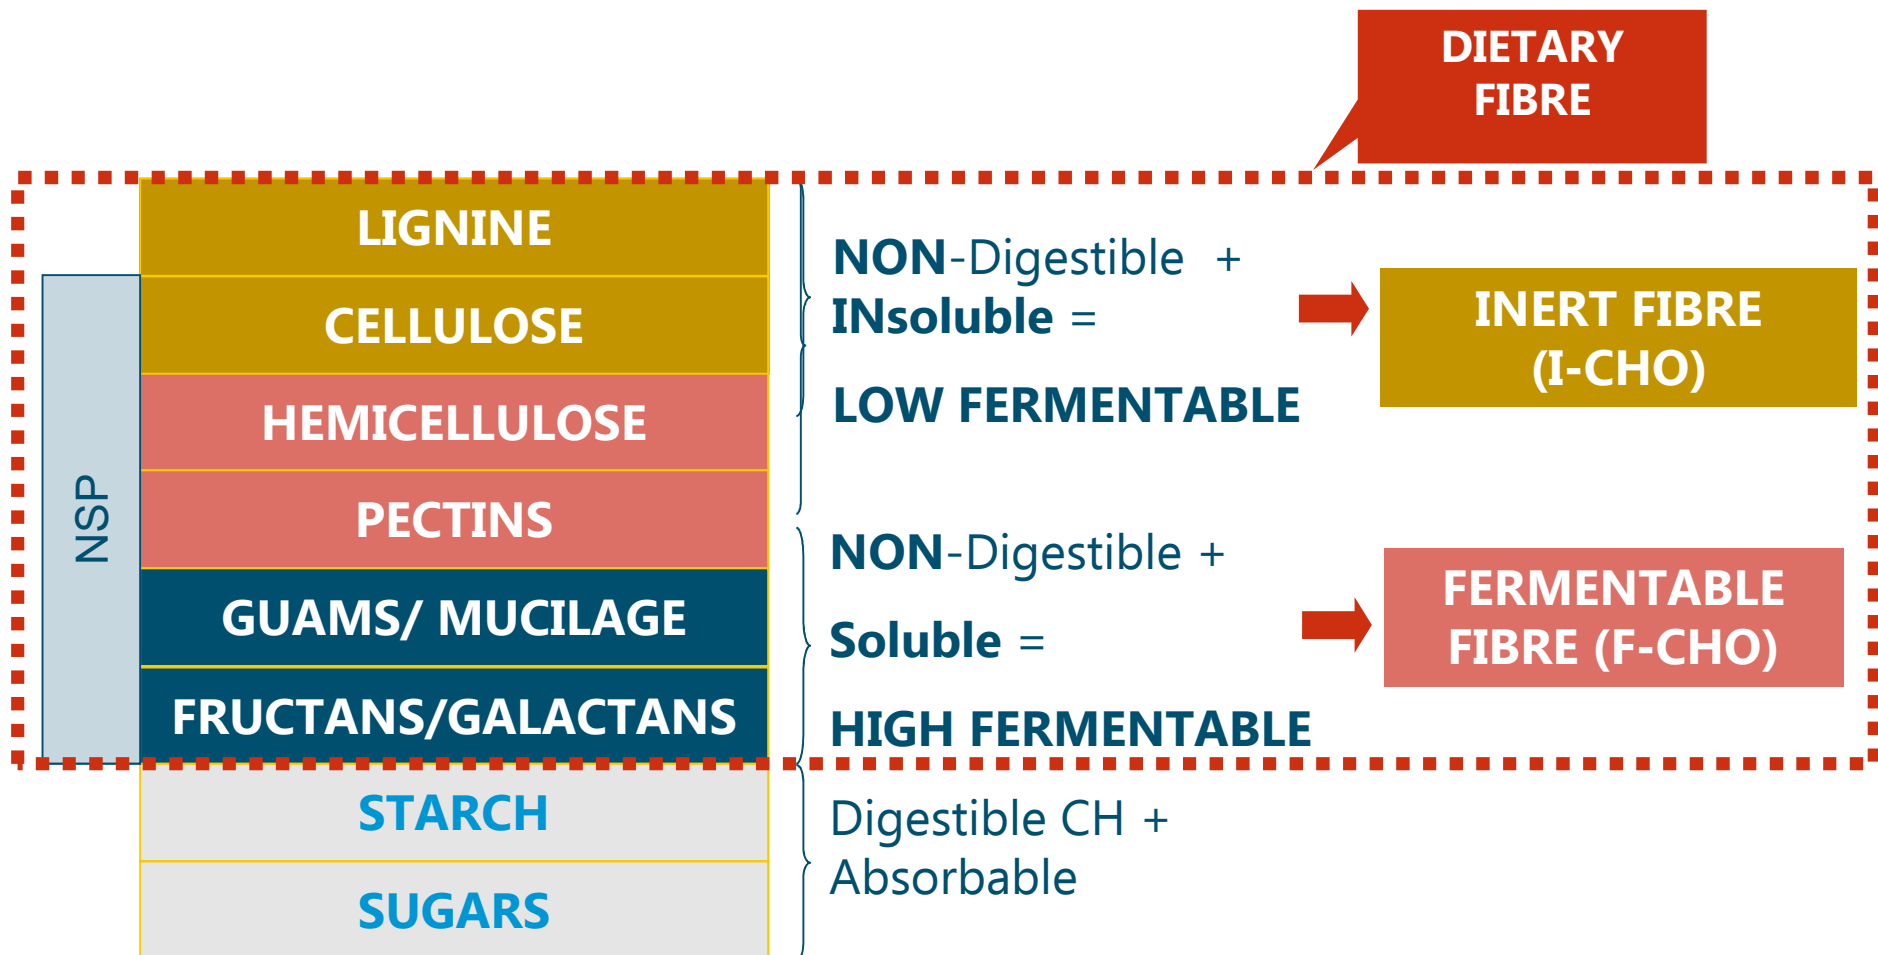 DIETARY
FIBRE
LIGNINE
CELLULOSE
HEMICELLULOSE
PECTINS
GUAMS/ MUCILAGE
FRUCTANS/GALACTANS
STARCH
SUGARS
NSP
NON-Digestible +
INsoluble =
LOW FERMENTABLE
INERT FIBRE
(I-CHO)
NON-Digestible +
Soluble =
HIGH FERMENTABLE
FERMENTABLE
FIBRE (F-CHO)
Digestible CH +
Absorbable